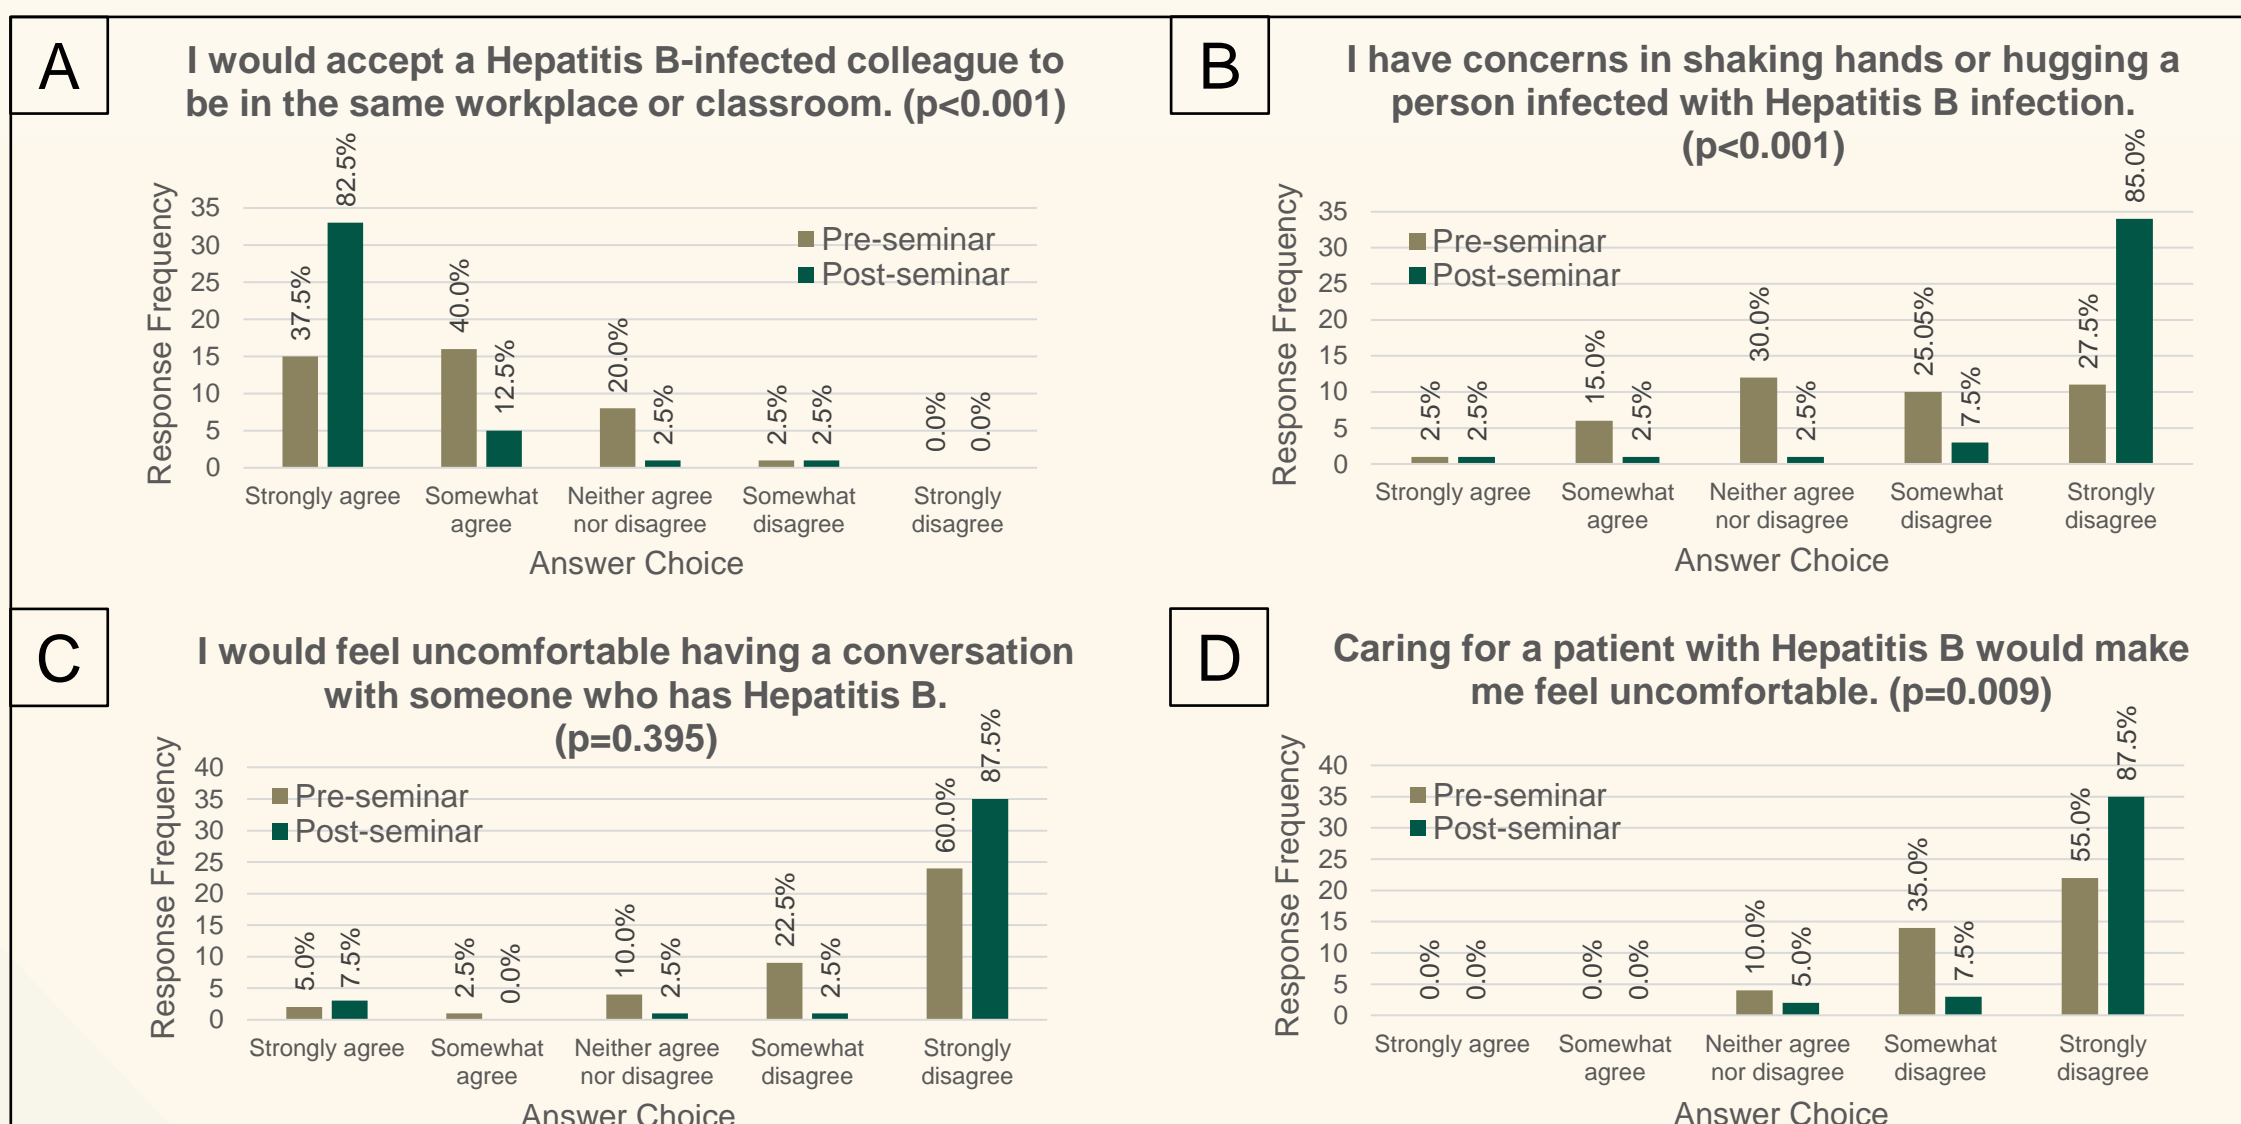 A
I would accept a Hepatitis B-infected colleague to
be in the same workplace or classroom. (p<0.001)
Response Frequency
35
30
25
20
15
10
5
0
37.5%
82.5%
40.0%
12.5%
20.0%
2.5%
2.5%
2.5%
0.0%
0.0%
Pre-seminar
Post-seminar
Strongly agree
Somewhat
agree
Neither agree
nor disagree
Somewhat
disagree
Strongly
disagree
Answer Choice
B
I have concerns in shaking hands or hugging a
person infected with Hepatitis B infection.
(p<0.001)
Response Frequency
35
30
25
20
15
10
5
0
Pre-seminar
Post-seminar
2.5%
2.5%
15.0%
2.5%
30.0%
2.5%
25.05%
7.5%
27.5%
85.0%
Strongly agree
Somewhat
agree
Neither agree
nor disagree
Somewhat
disagree
Strongly
disagree
Answer Choice
C
I would feel uncomfortable having a conversation
with someone who has Hepatitis B.
(p=0.395)
Response Frequency
40
35
30
25
20
15
10
5
0
Pre-seminar
Post-seminar
5.0%
7.5%
2.5%
0.0%
10.0%
2.5%
22.5%
2.5%
60.0%
87.5%
Strongly agree
Somewhat
agree
Neither agree
nor disagree
Somewhat
disagree
Strongly
disagree
Answer Choice
D
Caring for a patient with Hepatitis B would make
me feel uncomfortable. (p=0.009)
Response Frequency
40
35
30
25
20
15
10
5
0
Pre-seminar
Post-seminar
0.0%
0.0%
0.0%
0.0%
10.0%
5.0%
35.0%
7.5%
55.0%
87.5%
Strongly agree
Somewhat
agree
Neither agree
nor disagree
Somewhat
disagree
Strongly
disagree
Answer Choice